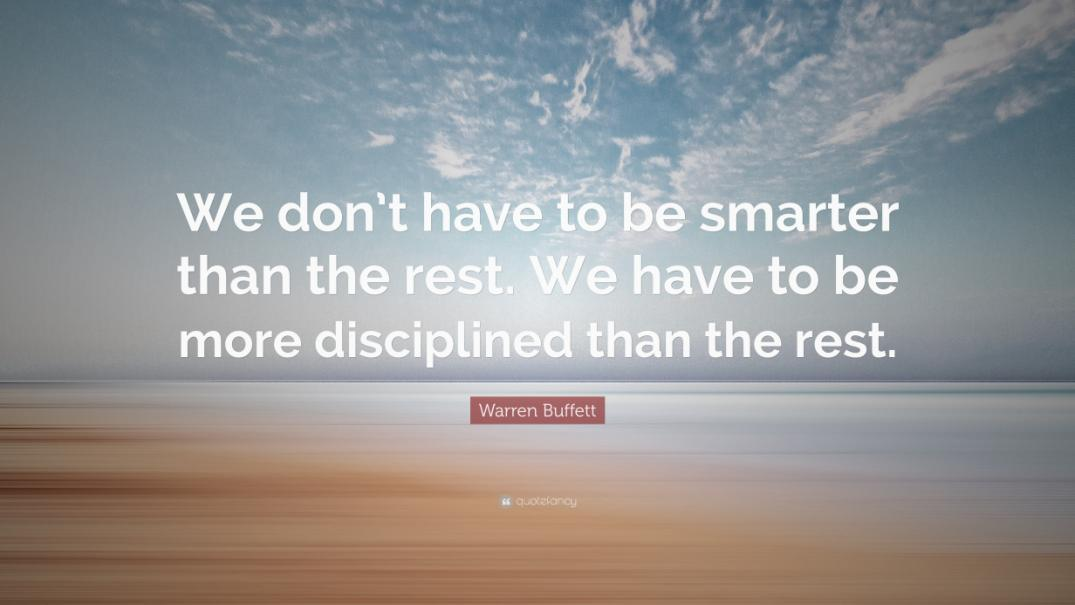 We don’t have to be smarter
than the rest. We have to be
more disciplined than the rest.
Warren Buffett
quotefancy